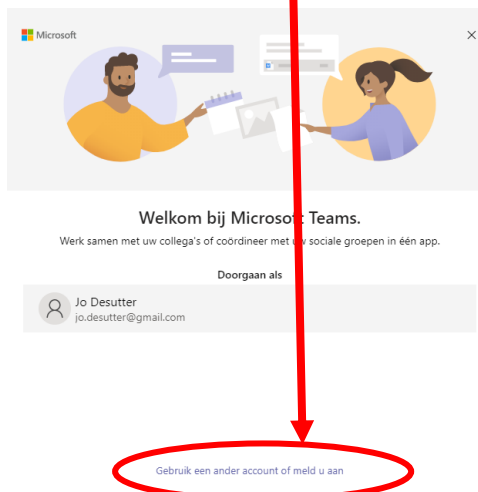 Microsoft
Welkom bij Microsoft Teams.
Werk samen met uw collega's of coördineer met uw sociale groepen in één app.
Doorgaan als
Jo Desutter
jo.desutter@gmail.com
Gebruik een ander account of meld u aan